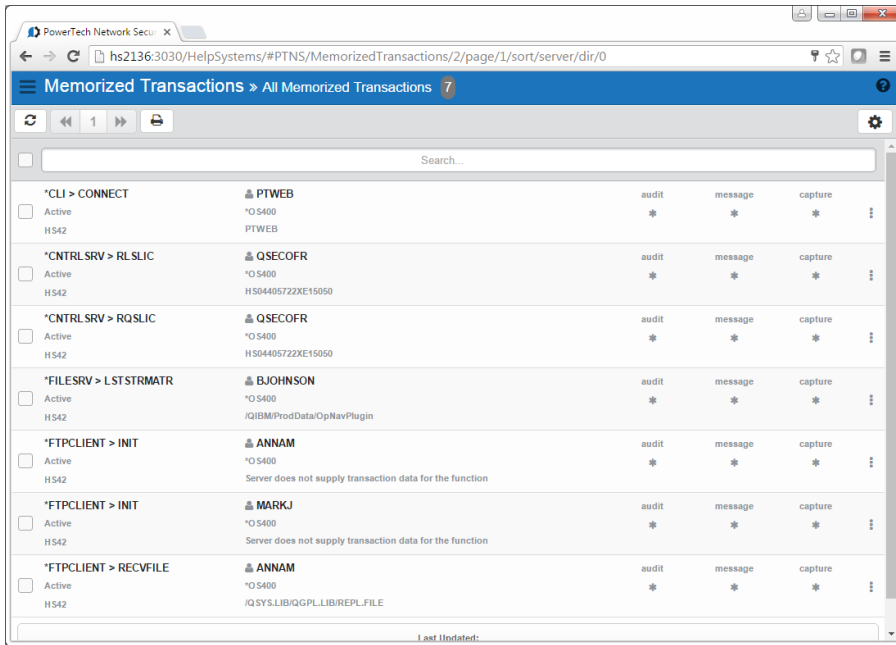 PowerTech Network Secur
hs2136:3030/HelpSystems/#PTNS/MemorizedTransactions/2/page/1/sort/server/dir/0
Memorized Transactions » All Memorized Transactions 7
1
Search...
*CLI > CONNECT PTWEB audit message capture
Active *OS400 * * *
HS42 PTWEB
*CNTRLSRV > RLSLIC QSECOFR audit message capture
Active *OS400 * * *
HS42 HS04405722XE15050
*CNTRLSRV > RQSLIC QSECOFR audit message capture
Active *OS400 * * *
HS42 HS04405722XE15050
*FILESRV > LSTSTRMATR BJOHNSON audit message capture
Active *OS400 * * *
HS42 /QIBM/ProdData/OpNavPlugin
*FTPCLIENT > INIT ANNAM audit message capture
Active *OS400 * * *
HS42 Server does not supply transaction data for the function
*FTPCLIENT > INIT MARKJ audit message capture
Active *OS400 * * *
HS42 Server does not supply transaction data for the function
*FTPCLIENT > RECVFILE ANNAM audit message capture
Active *OS400 * * *
HS42 /QSYS.LIB/QGPL.LIB/REPL.FILE
Last Updated: